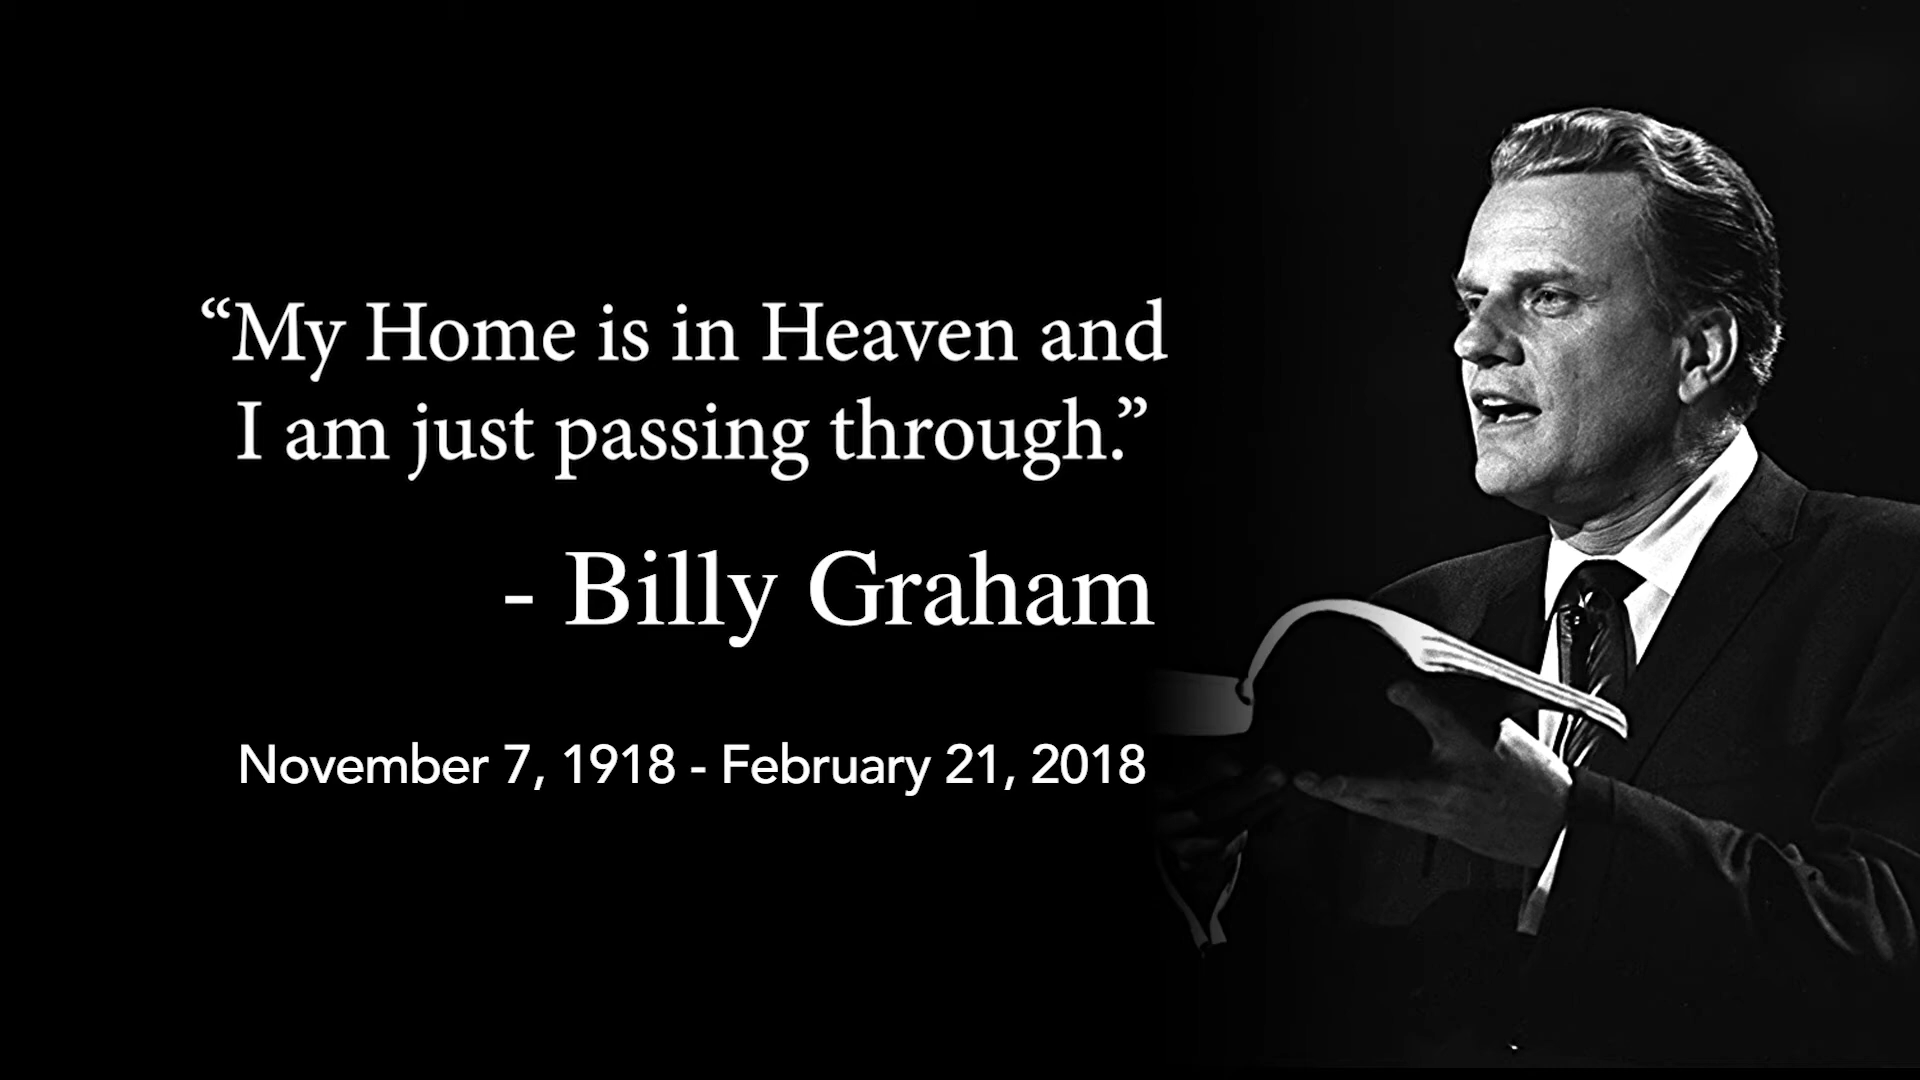 “My Home is in Heaven and
I am just passing through.”
- Billy Graham
November 7, 1918 - February 21, 2018